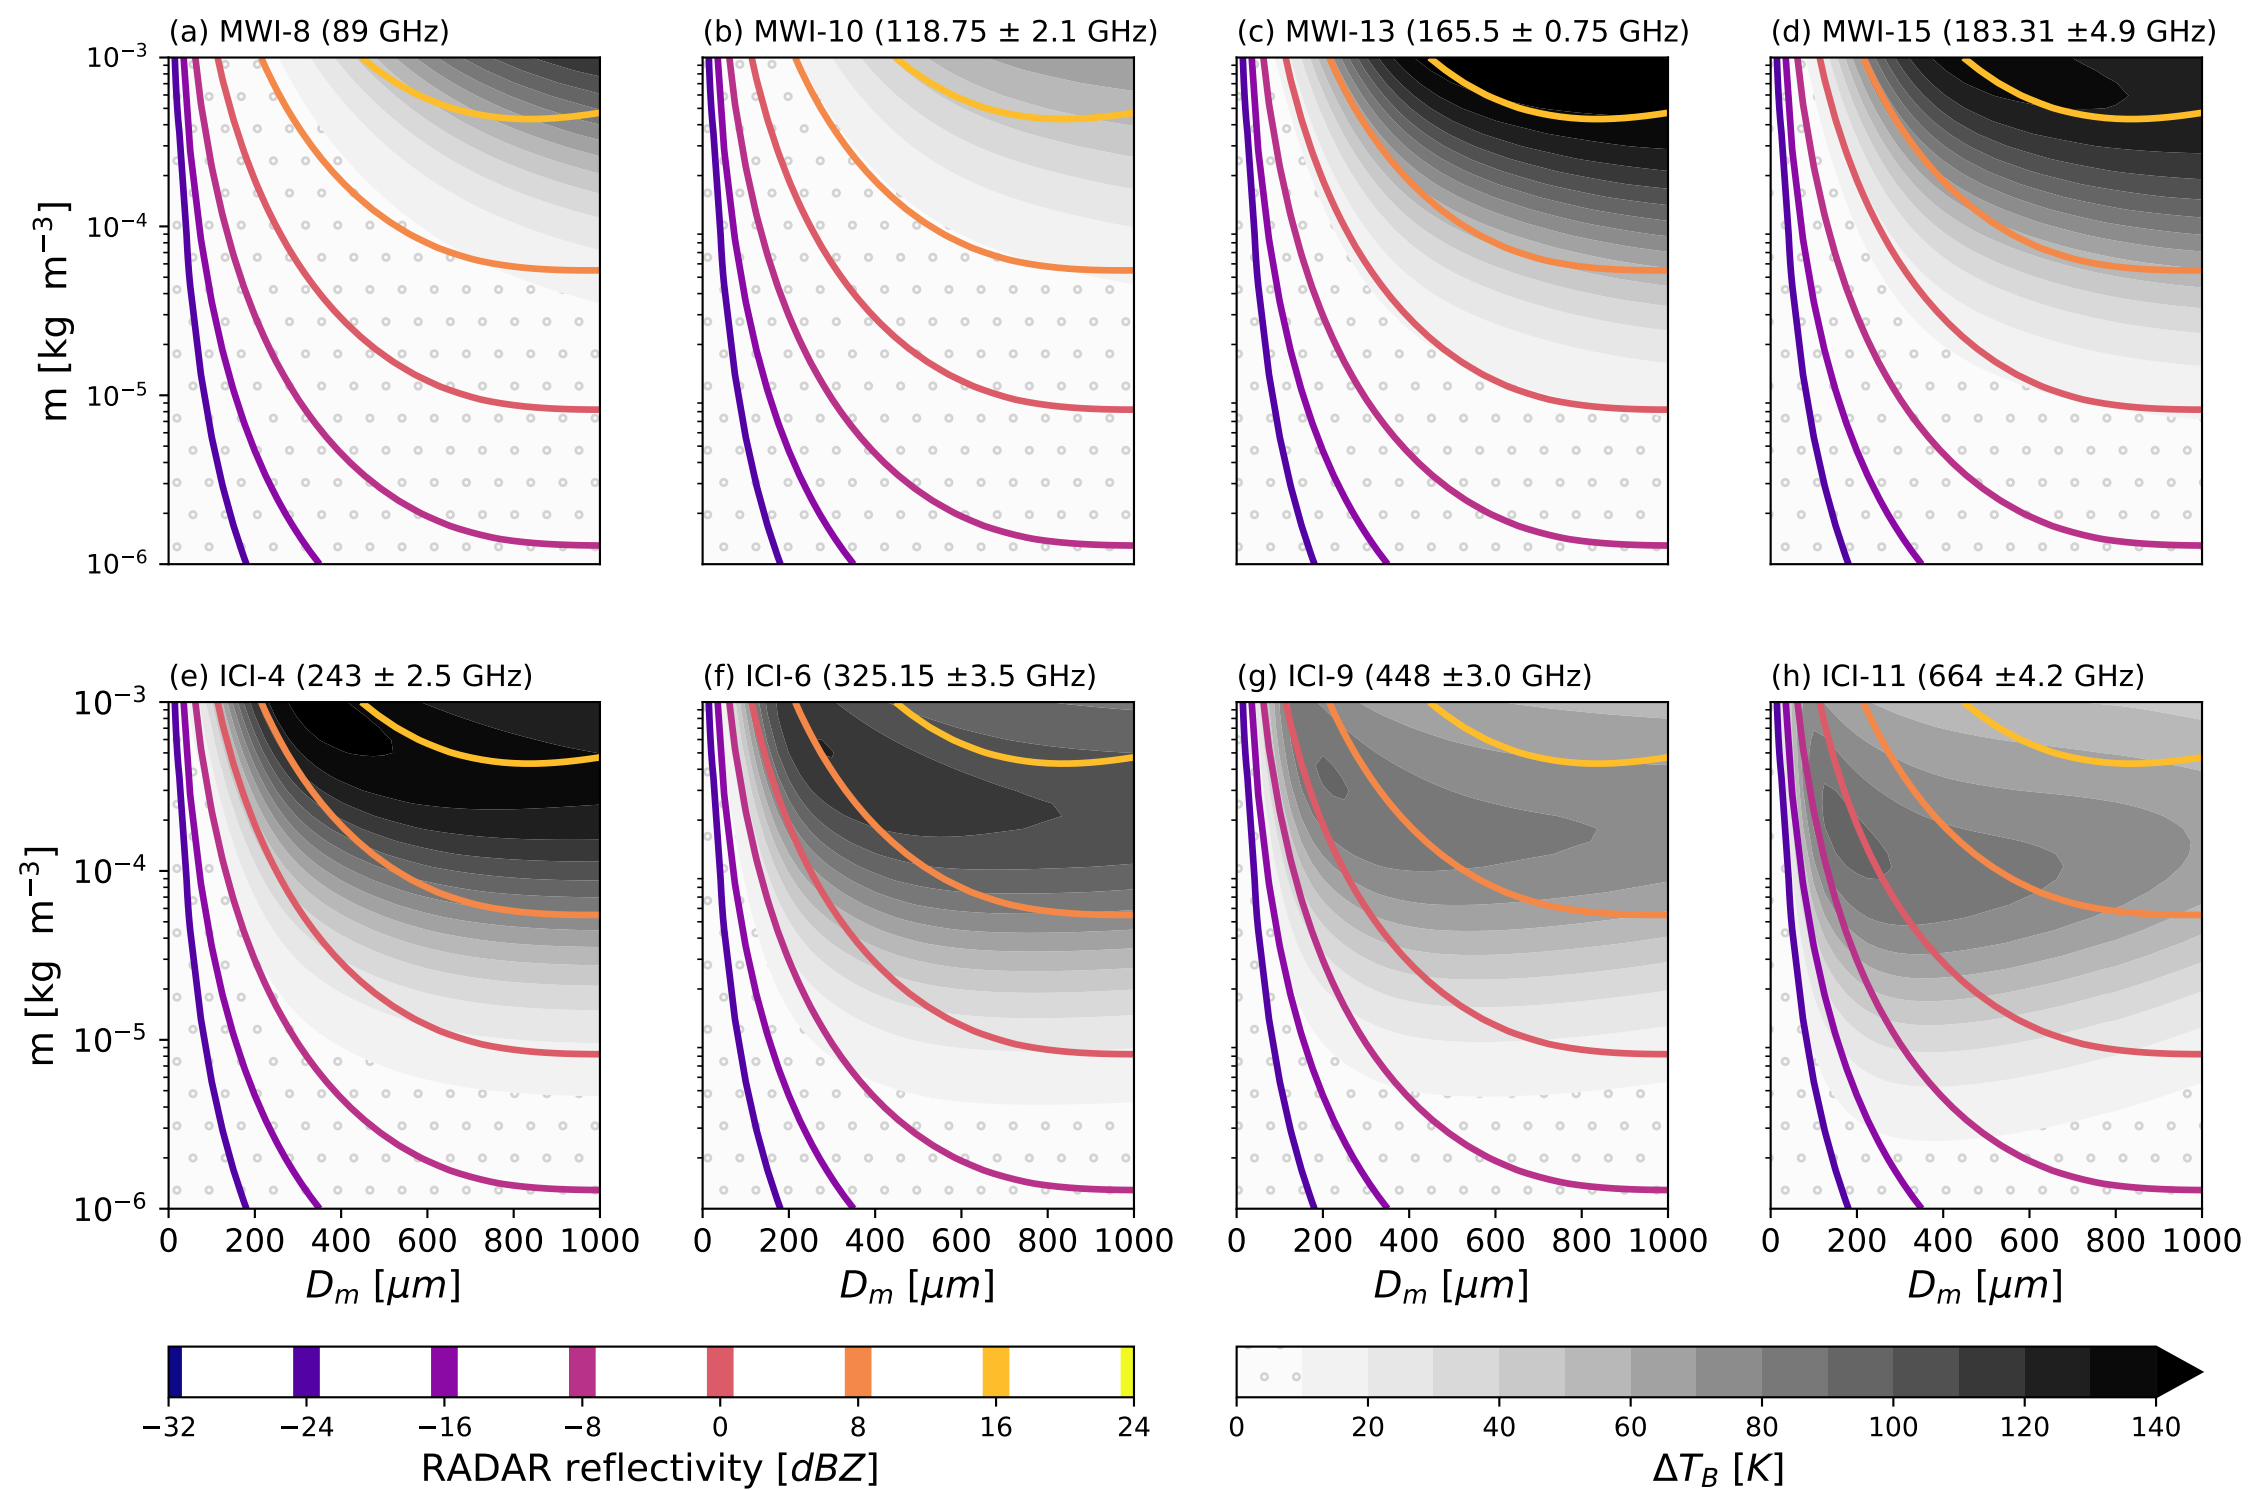 (a) MWI-8 (89 GHz) (b) MWI-10 (118.75 ± 2.1 GHz) (c) MWI-13 (165.5 ± 0.75 GHz) (d) MWI-15 (183.31 ±4.9 GHz)
10⁻³
10⁻⁴
10⁻⁵
10⁻⁶
m [kg m⁻³]
(e) ICI-4 (243 ± 2.5 GHz) (f) ICI-6 (325.15 ±3.5 GHz) (g) ICI-9 (448 ±3.0 GHz) (h) ICI-11 (664 ±4.2 GHz)
10⁻³
10⁻⁴
10⁻⁵
10⁻⁶
m [kg m⁻³]
0 200 400 600 800 1000 0 200 400 600 800 1000 0 200 400 600 800 1000 0 200 400 600 800 1000
Dₘ [μm] Dₘ [μm] Dₘ [μm] Dₘ [μm]
−32 −24 −16 −8 0 8 16 24 0 20 40 60 80 100 120 140
RADAR reflectivity [dBZ] ΔT_B [K]